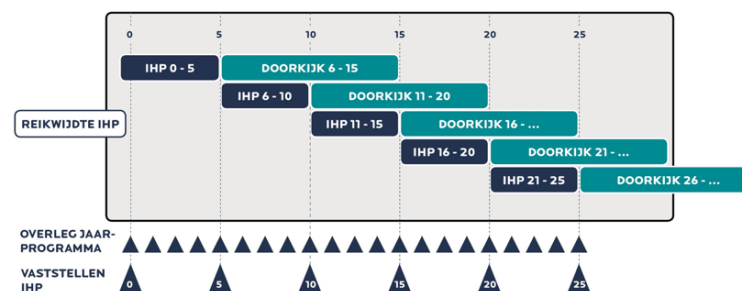 0 5 10 15 20 25
IHP 0 - 5 DOORKIJK 6 - 15
IHP 6 - 10 DOORKIJK 11 - 20
REIKWIJDTE IHP
IHP 11 - 15 DOORKIJK 16 - ...
IHP 16 - 20 DOORKIJK 21 - ...
IHP 21 - 25 DOORKIJK 26 - ...
OVERLEG JAAR-
PROGRAMMA
VASTSTELLEN
IHP
0 5 10 15 20 25